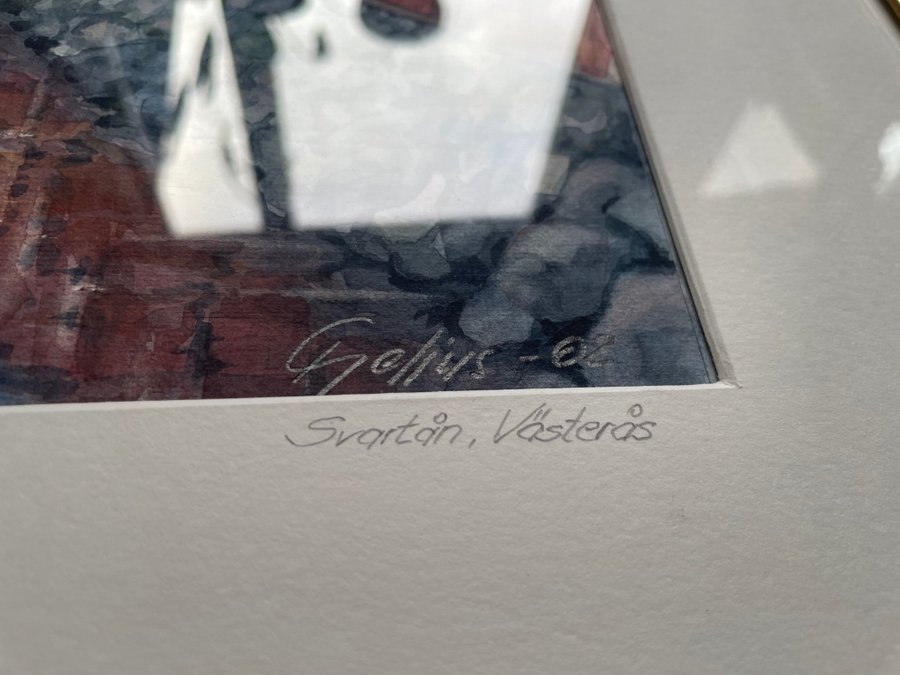 Gelius -02
Svartån, Västerås